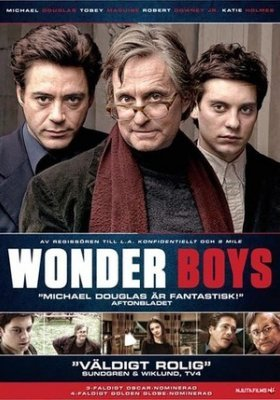 MICHAEL DOUGLAS TOBEY MAGUIRE ROBERT DOWNEY JR. KATIE HOLMES
AV REGISSÖREN TILL L.A. KONFIDENTIELLT OCH 8 MILE
WONDER BOYS
"MICHAEL DOUGLAS ÄR FANTASTISK!"
AFTONBLADET
"VÄLDIGT ROLIG"
SUNDGREN & WIKLUND, TV4
3-FALDIGT OSCAR-NOMINERAD
4-FALDIGT GOLDEN GLOBE-NOMINERAD
NJUTAFILMS